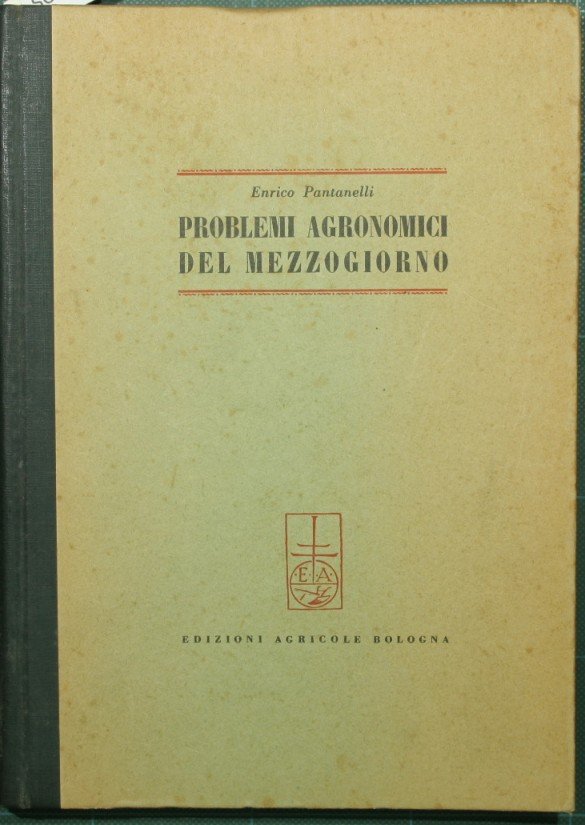 Enrico Pantanelli
PROBLEMI AGRONOMICI
DEL MEZZOGIORNO
·E·A·
EDIZIONI AGRICOLE BOLOGNA